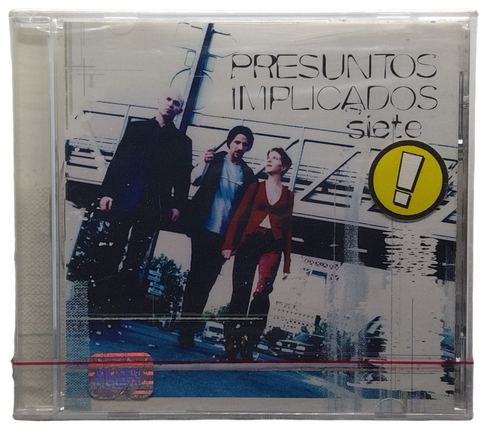 PRESUNTOS
IMPLICADOS
siete
!